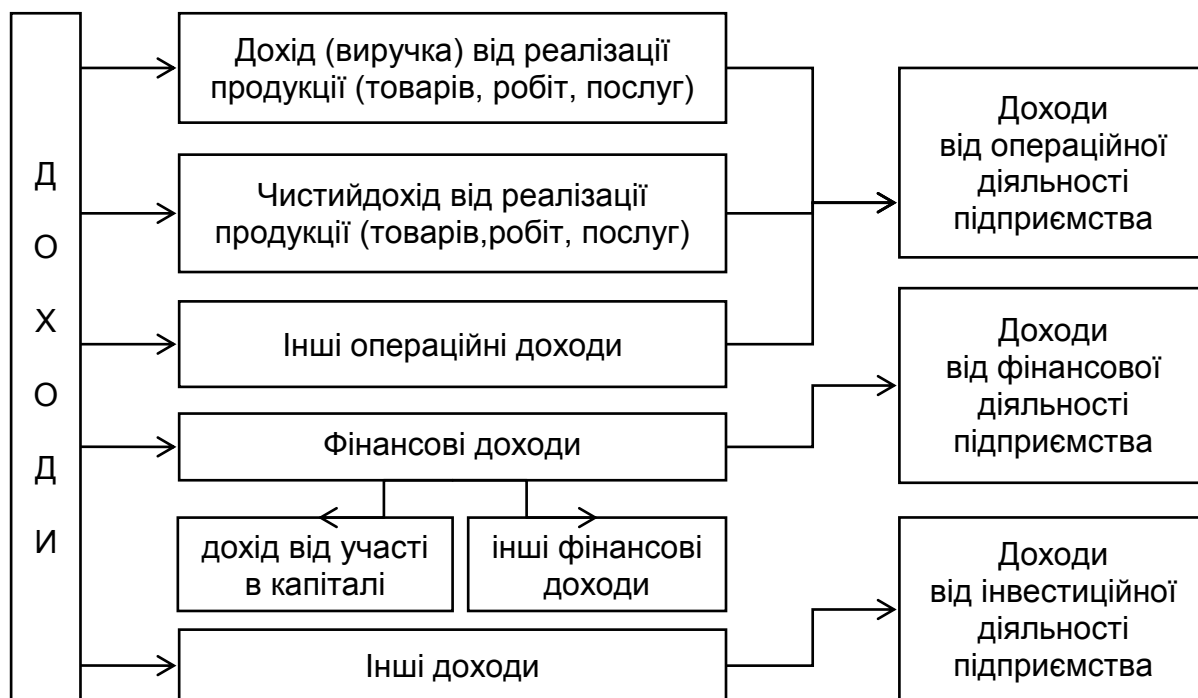 ДОХОДИ
Дохід (виручка) від реалізації
продукції (товарів, робіт, послуг)
Чистийдохід від реалізації
продукції (товарів,робіт, послуг)
Інші операційні доходи
Фінансові доходи
дохід від участі
в капіталі
інші фінансові
доходи
Інші доходи
Доходи
від операційної
діяльності
підприємства
Доходи
від фінансової
діяльності
підприємства
Доходи
від інвестиційної
діяльності
підприємства